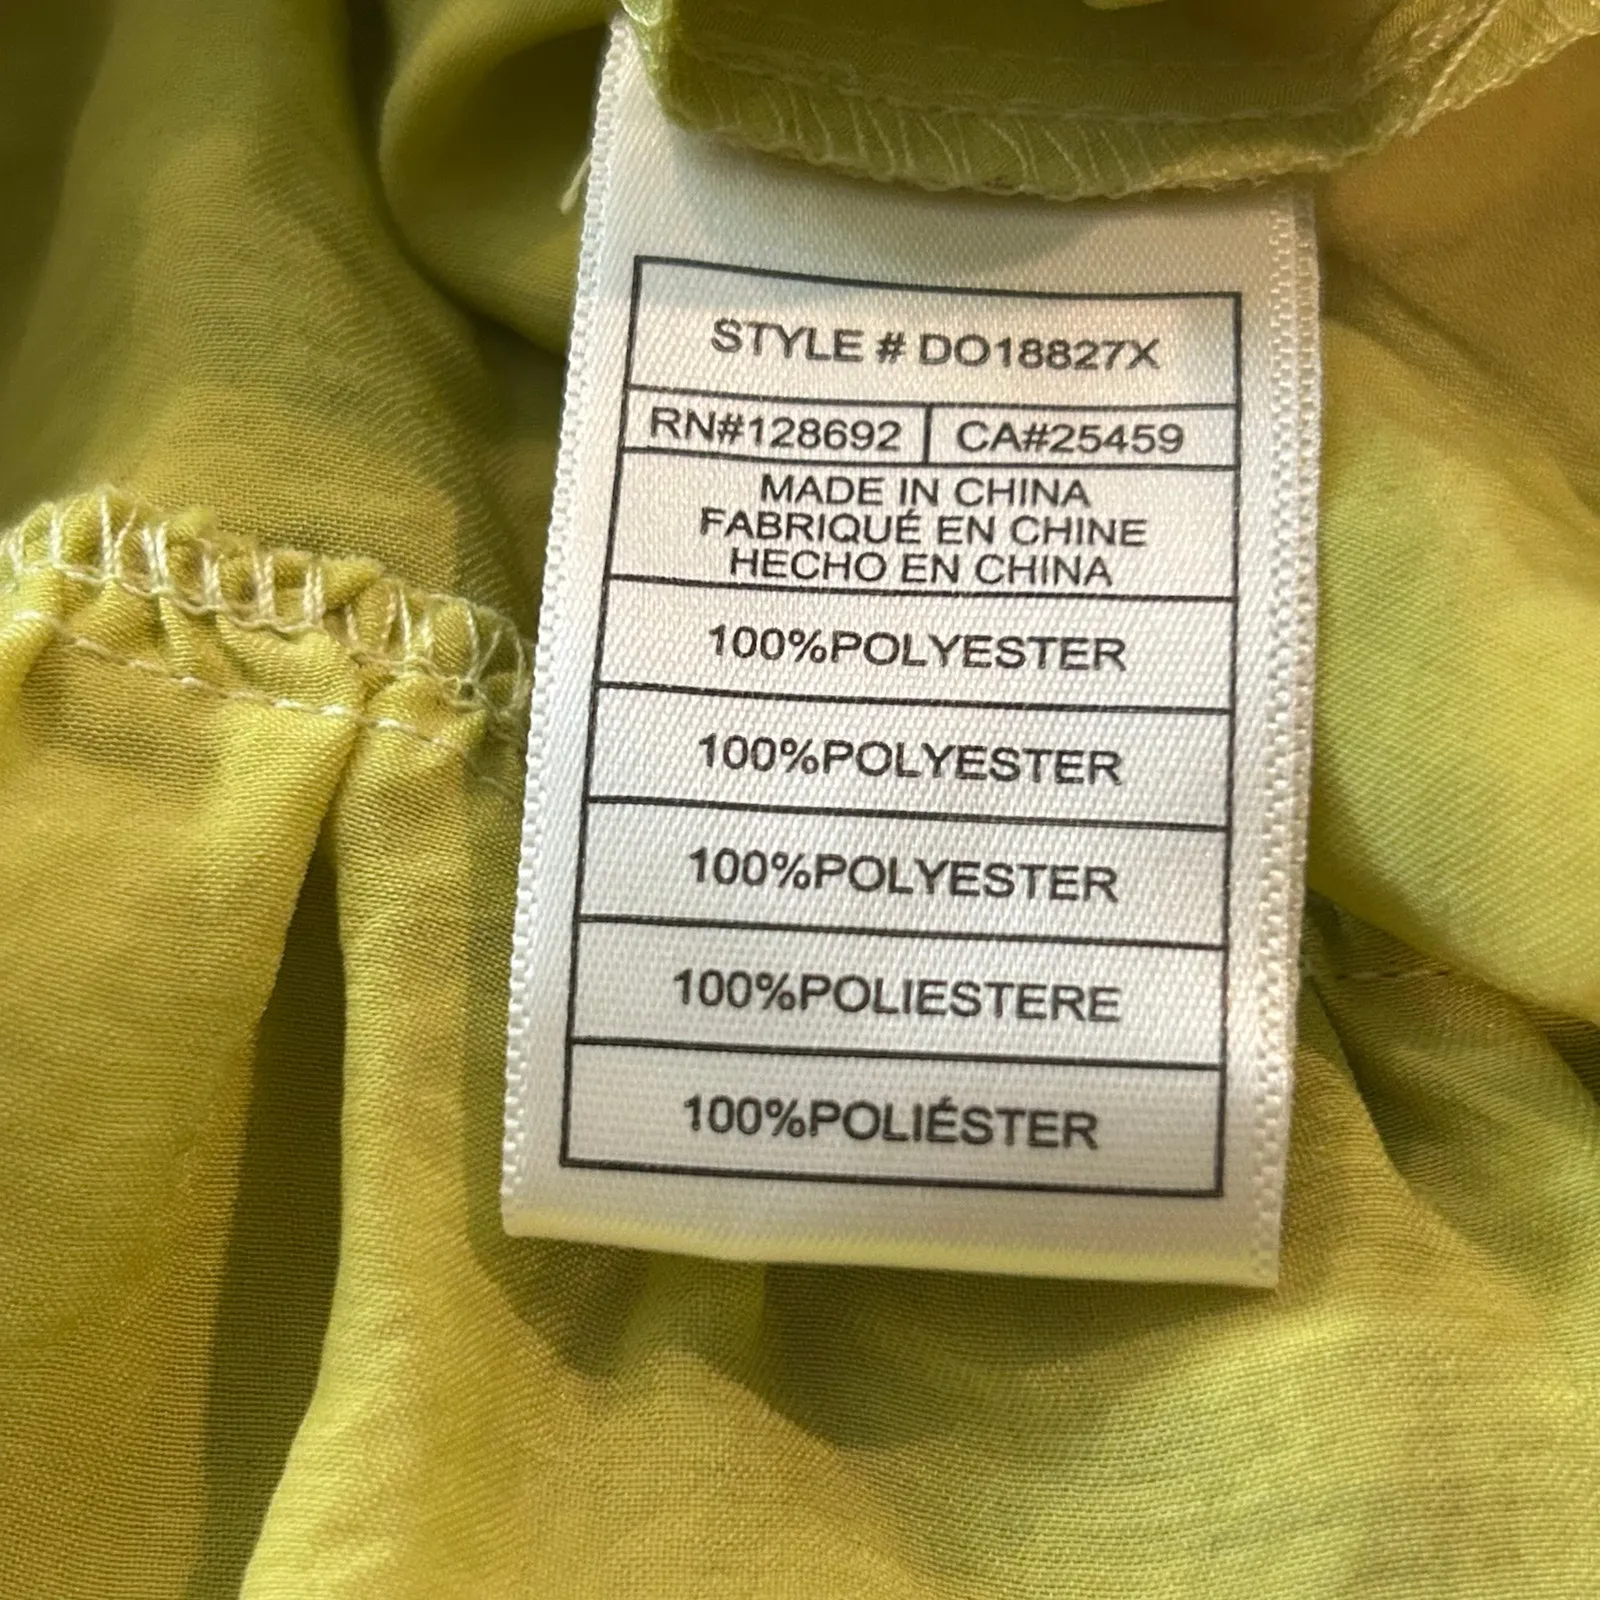 STYLE # DO18827X
RN#128692 CA#25459
MADE IN CHINA
FABRIQUÉ EN CHINE
HECHO EN CHINA
100%POLYESTER
100%POLYESTER
100%POLYESTER
100%POLIESTERE
100%POLIÉSTER